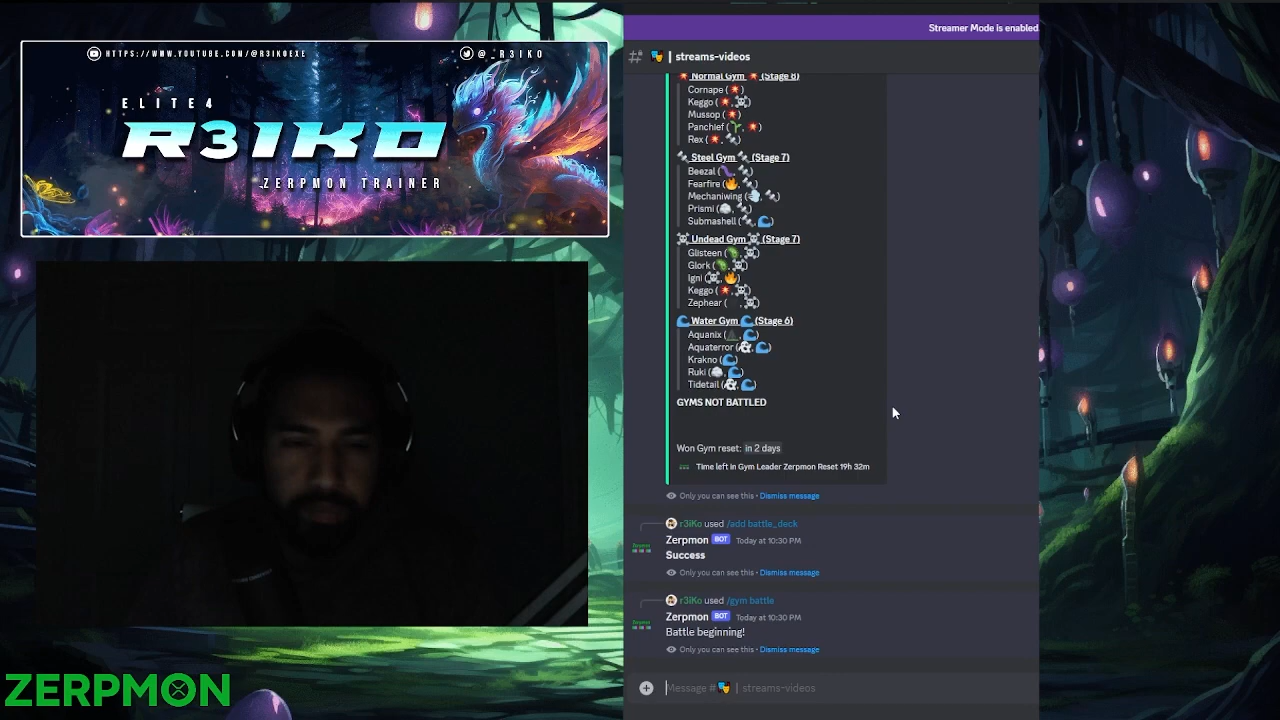 HTTPS://WWW.YOUTUBE.COM/@R3IKOEXE
@_R3IKO
ELITE4
R3IKO
ZERPMON TRAINER
ZERPMON
Streamer Mode is enabled.
| streams-videos
Normal Gym (Stage 8)
Cornape ( )
Keggo ( , )
Mussop ( )
Panchief ( , )
Rex ( , )
Steel Gym (Stage 7)
Beezal ( , )
Fearfire ( , )
Mechaniwing ( , )
Prismi ( , )
Submashell ( , )
Undead Gym (Stage 7)
Glisteen ( , )
Glork ( , )
Igni ( , )
Keggo ( , )
Zephear ( , )
Water Gym (Stage 6)
Aquanix ( , )
Aquaterror ( , )
Krakno ( )
Ruki ( , )
Tidetail ( , )
GYMS NOT BATTLED
Won Gym reset: in 2 days
Time left in Gym Leader Zerpmon Reset 19h 32m
Only you can see this • Dismiss message
r3iKo used /add battle_deck
Zerpmon BOT Today at 10:30 PM
Success
Only you can see this • Dismiss message
r3iKo used /gym battle
Zerpmon BOT Today at 10:30 PM
Battle beginning!
Only you can see this • Dismiss message
Message # | streams-videos